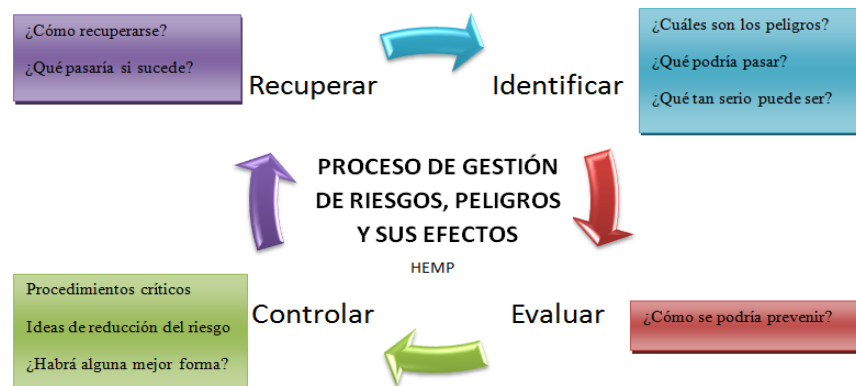 ¿Cómo recuperarse?
¿Qué pasaría si sucede?
Recuperar
Identificar
¿Cuáles son los peligros?
¿Qué podría pasar?
¿Qué tan serio puede ser?
PROCESO DE GESTIÓN
DE RIESGOS, PELIGROS
Y SUS EFECTOS
HEMP
Procedimientos críticos
Ideas de reducción del riesgo
¿Habrá alguna mejor forma?
Controlar
Evaluar
¿Cómo se podría prevenir?